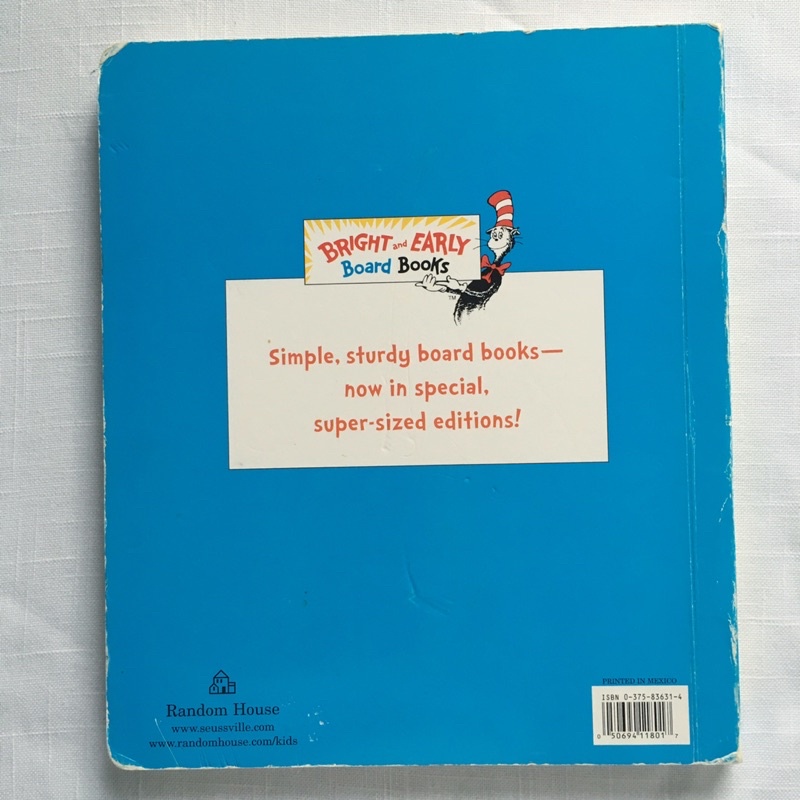 BRIGHT and EARLY
Board Books
TM
Simple, sturdy board books—
now in special,
super-sized editions!
Random House
www.seussville.com
www.randomhouse.com/kids
PRINTED IN MEXICO
ISBN 0-375-83631-4
0 50694 11801 7